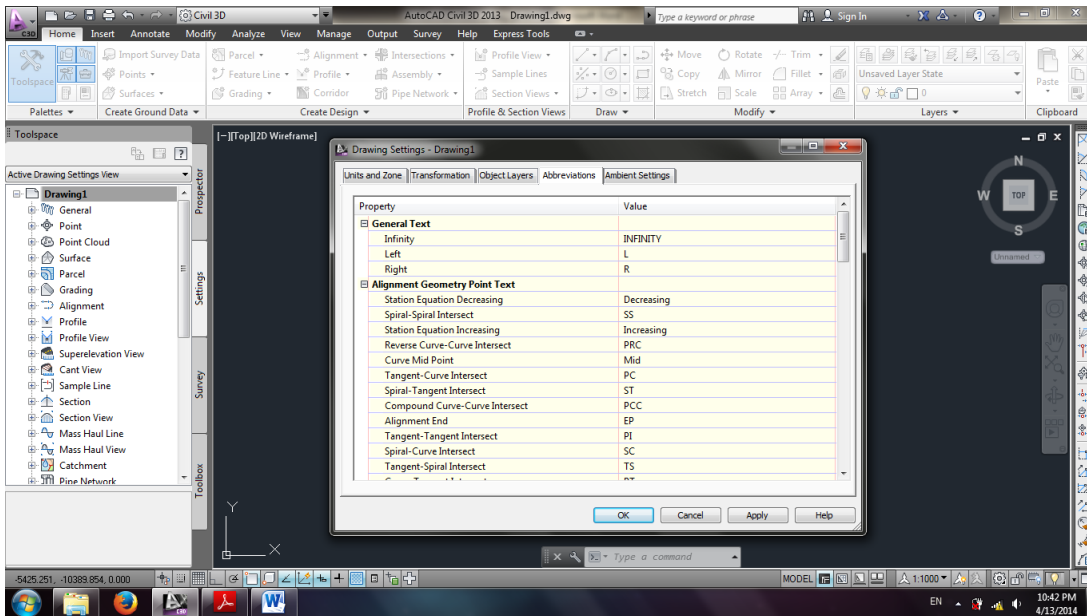 Civil 3D
AutoCAD Civil 3D 2013 Drawing1.dwg
Type a keyword or phrase
Sign In
C3D
Home Insert Annotate Modify Analyze View Manage Output Survey Help Express Tools
Toolspace
Import Survey Data
Points
Surfaces
Parcel
Feature Line
Grading
Alignment
Profile
Corridor
Intersections
Assembly
Pipe Network
Profile View
Sample Lines
Section Views
Move
Copy
Stretch
Rotate
Mirror
Scale
Trim
Fillet
Array
Unsaved Layer State
0
Paste
Palettes Create Ground Data Create Design Profile & Section Views Draw Modify Layers Clipboard
Toolspace
Active Drawing Settings View
Drawing1
General
Point
Point Cloud
Surface
Parcel
Grading
Alignment
Profile
Profile View
Superelevation View
Cant View
Sample Line
Section
Section View
Mass Haul Line
Mass Haul View
Catchment
Pipe Network
Prospector
Settings
Survey
Toolbox
[-][Top][2D Wireframe]
Drawing Settings - Drawing1
Units and Zone Transformation Object Layers Abbreviations Ambient Settings
Property Value
General Text
Infinity INFINITY
Left L
Right R
Alignment Geometry Point Text
Station Equation Decreasing Decreasing
Spiral-Spiral Intersect SS
Station Equation Increasing Increasing
Reverse Curve-Curve Intersect PRC
Curve Mid Point Mid
Tangent-Curve Intersect PC
Spiral-Tangent Intersect ST
Compound Curve-Curve Intersect PCC
Alignment End EP
Tangent-Tangent Intersect PI
Spiral-Curve Intersect SC
Tangent-Spiral Intersect TS
OK Cancel Apply Help
N
W TOP E
S
Unnamed
Y
X
Type a command
-5425.251, -10389.854, 0.000
MODEL
1:1000
EN
10:42 PM
4/13/2014